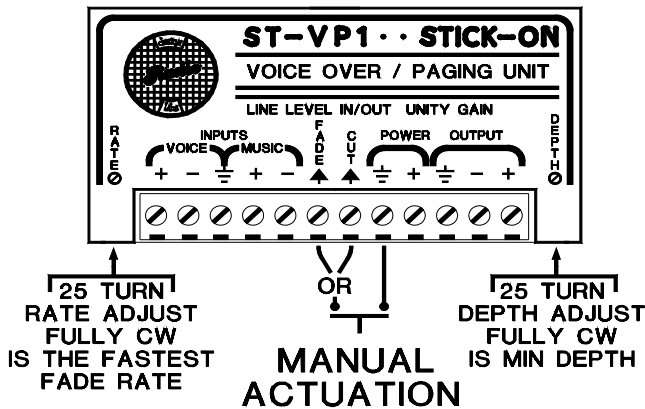 ST-VP1 · · STICK-ON
VOICE OVER / PAGING UNIT
LINE LEVEL IN/OUT UNITY GAIN
Radio
RATE
INPUTS
VOICE
MUSIC
FADE
CUT
POWER
OUTPUT
DEPTH
+ − + − + − +
25 TURN
RATE ADJUST
FULLY CW
IS THE FASTEST
FADE RATE
OR
MANUAL
ACTUATION
25 TURN
DEPTH ADJUST
FULLY CW
IS MIN DEPTH